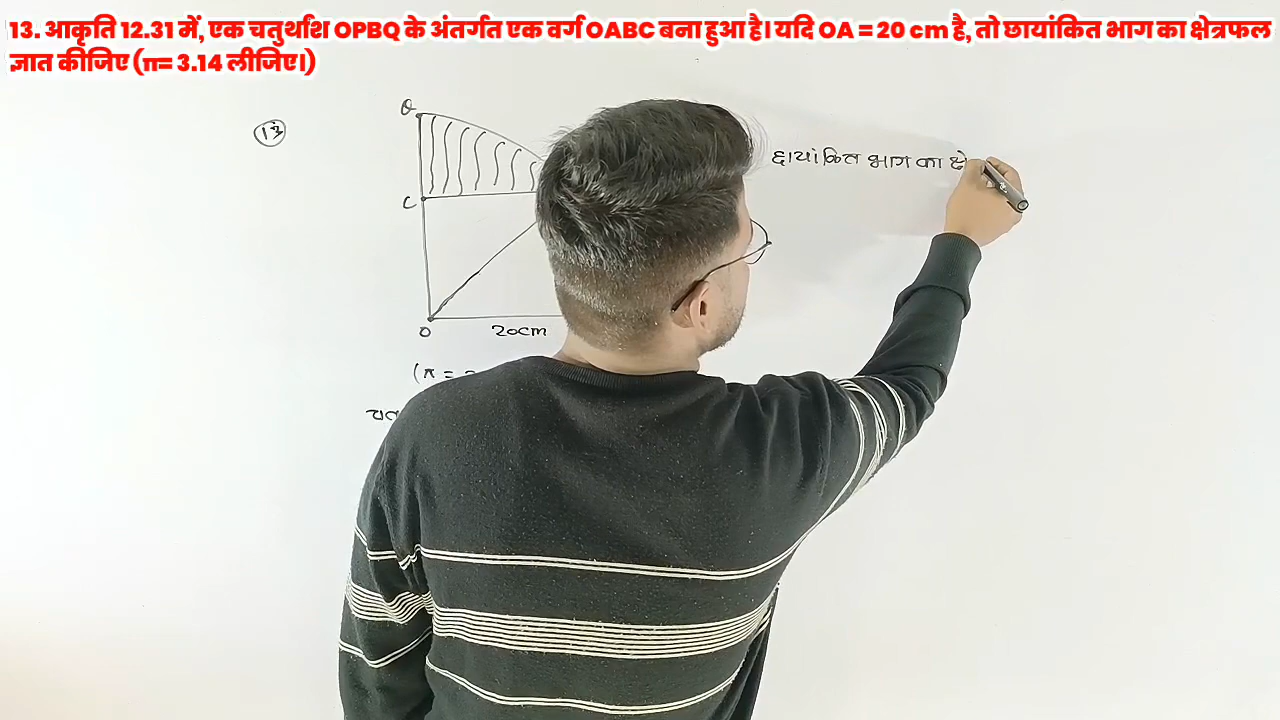 13. आकृति 12.31 में, एक चतुर्थांश OPBQ के अंतर्गत एक वर्ग OABC बना हुआ है। यदि OA = 20 cm है, तो छायांकित भाग का क्षेत्रफल
ज्ञात कीजिए (π= 3.14 लीजिए।)
Q
13
छायांकित भाग का क्षे
C
O
20cm
(π =